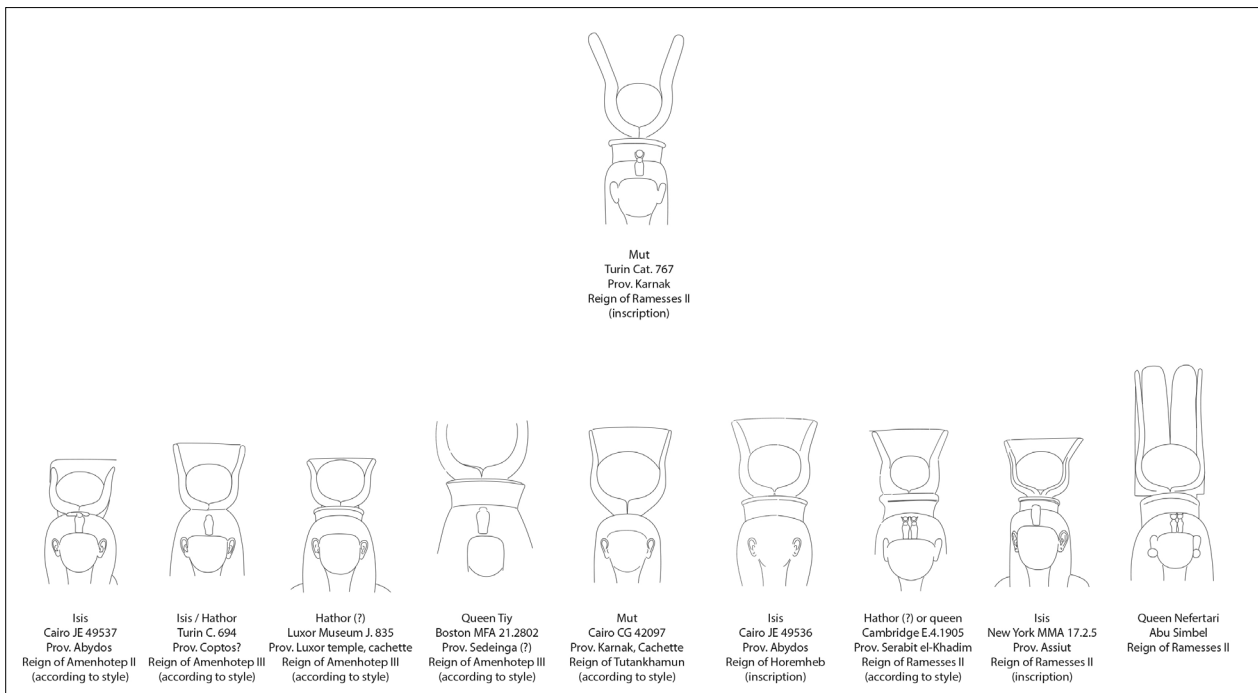 Mut
Turin Cat. 767
Prov. Karnak
Reign of Ramesses II
(inscription)
Isis
Cairo JE 49537
Prov. Abydos
Reign of Amenhotep II
(according to style)
Isis / Hathor
Turin C. 694
Prov. Coptos?
Reign of Amenhotep III
(according to style)
Hathor (?)
Luxor Museum J. 835
Prov. Luxor temple, cachette
Reign of Amenhotep III
(according to style)
Queen Tiy
Boston MFA 21.2802
Prov. Sedeinga (?)
Reign of Amenhotep III
(according to style)
Mut
Cairo CG 42097
Prov. Karnak, Cachette
Reign of Tutankhamun
(according to style)
Isis
Cairo JE 49536
Prov. Abydos
Reign of Horemheb
(inscription)
Hathor (?) or queen
Cambridge E.4.1905
Prov. Serabit el-Khadim
Reign of Ramesses II
(according to style)
Isis
New York MMA 17.2.5
Prov. Assiut
Reign of Ramesses II
(inscription)
Queen Nefertari
Abu Simbel
Reign of Ramesses II